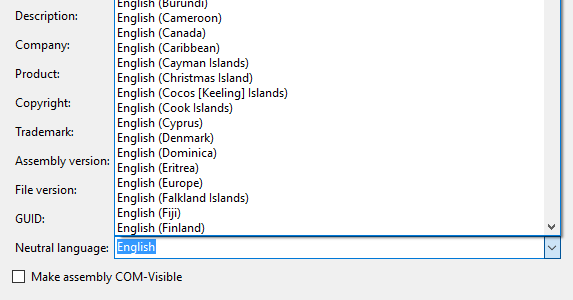 English (Burundi)
Description:
English (Cameroon)
English (Canada)
Company:
English (Caribbean)
English (Cayman Islands)
Product:
English (Christmas Island)
English (Cocos [Keeling] Islands)
Copyright:
English (Cook Islands)
English (Cyprus)
Trademark:
English (Denmark)
English (Dominica)
Assembly version:
English (Eritrea)
English (Europe)
File version:
English (Falkland Islands)
English (Fiji)
GUID:
English (Finland)
Neutral language:
English
Make assembly COM-Visible